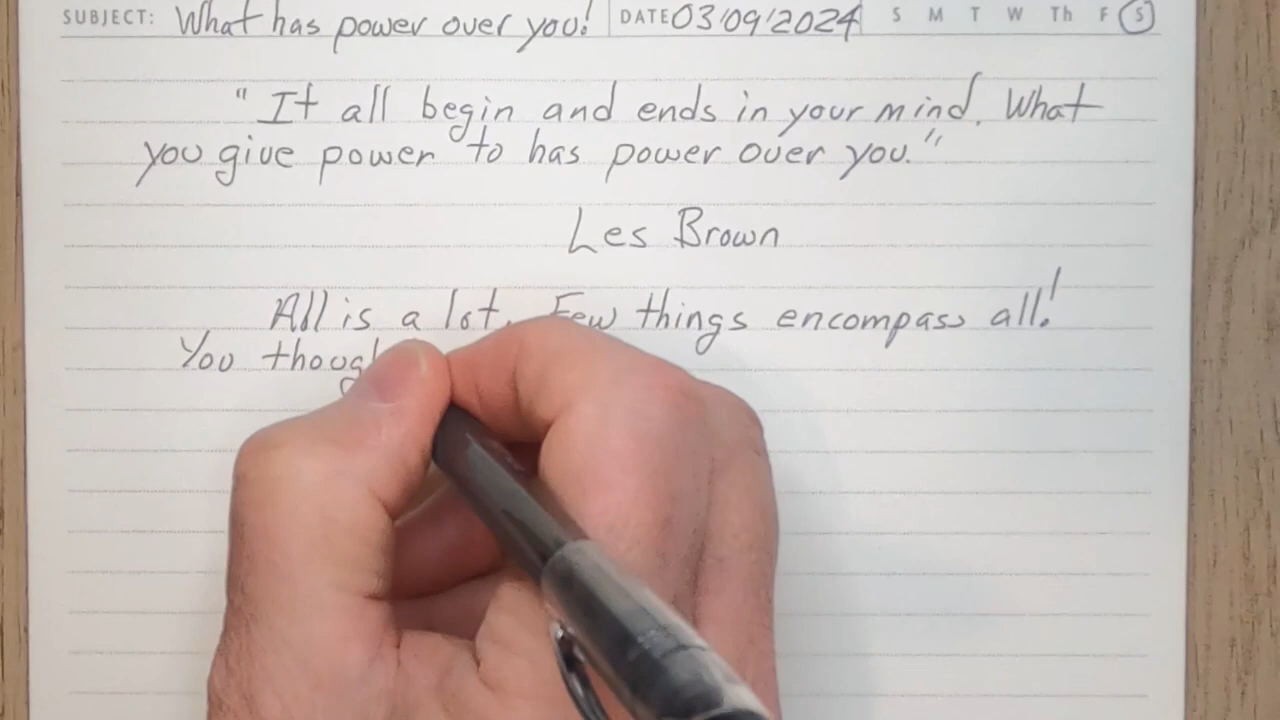 SUBJECT: What has power over you! DATE 03/09/2024 S M T W Th F S
"It all begin and ends in your mind. What
you give power to has power over you."
Les Brown
All is a lot. Few things encompass all!
You